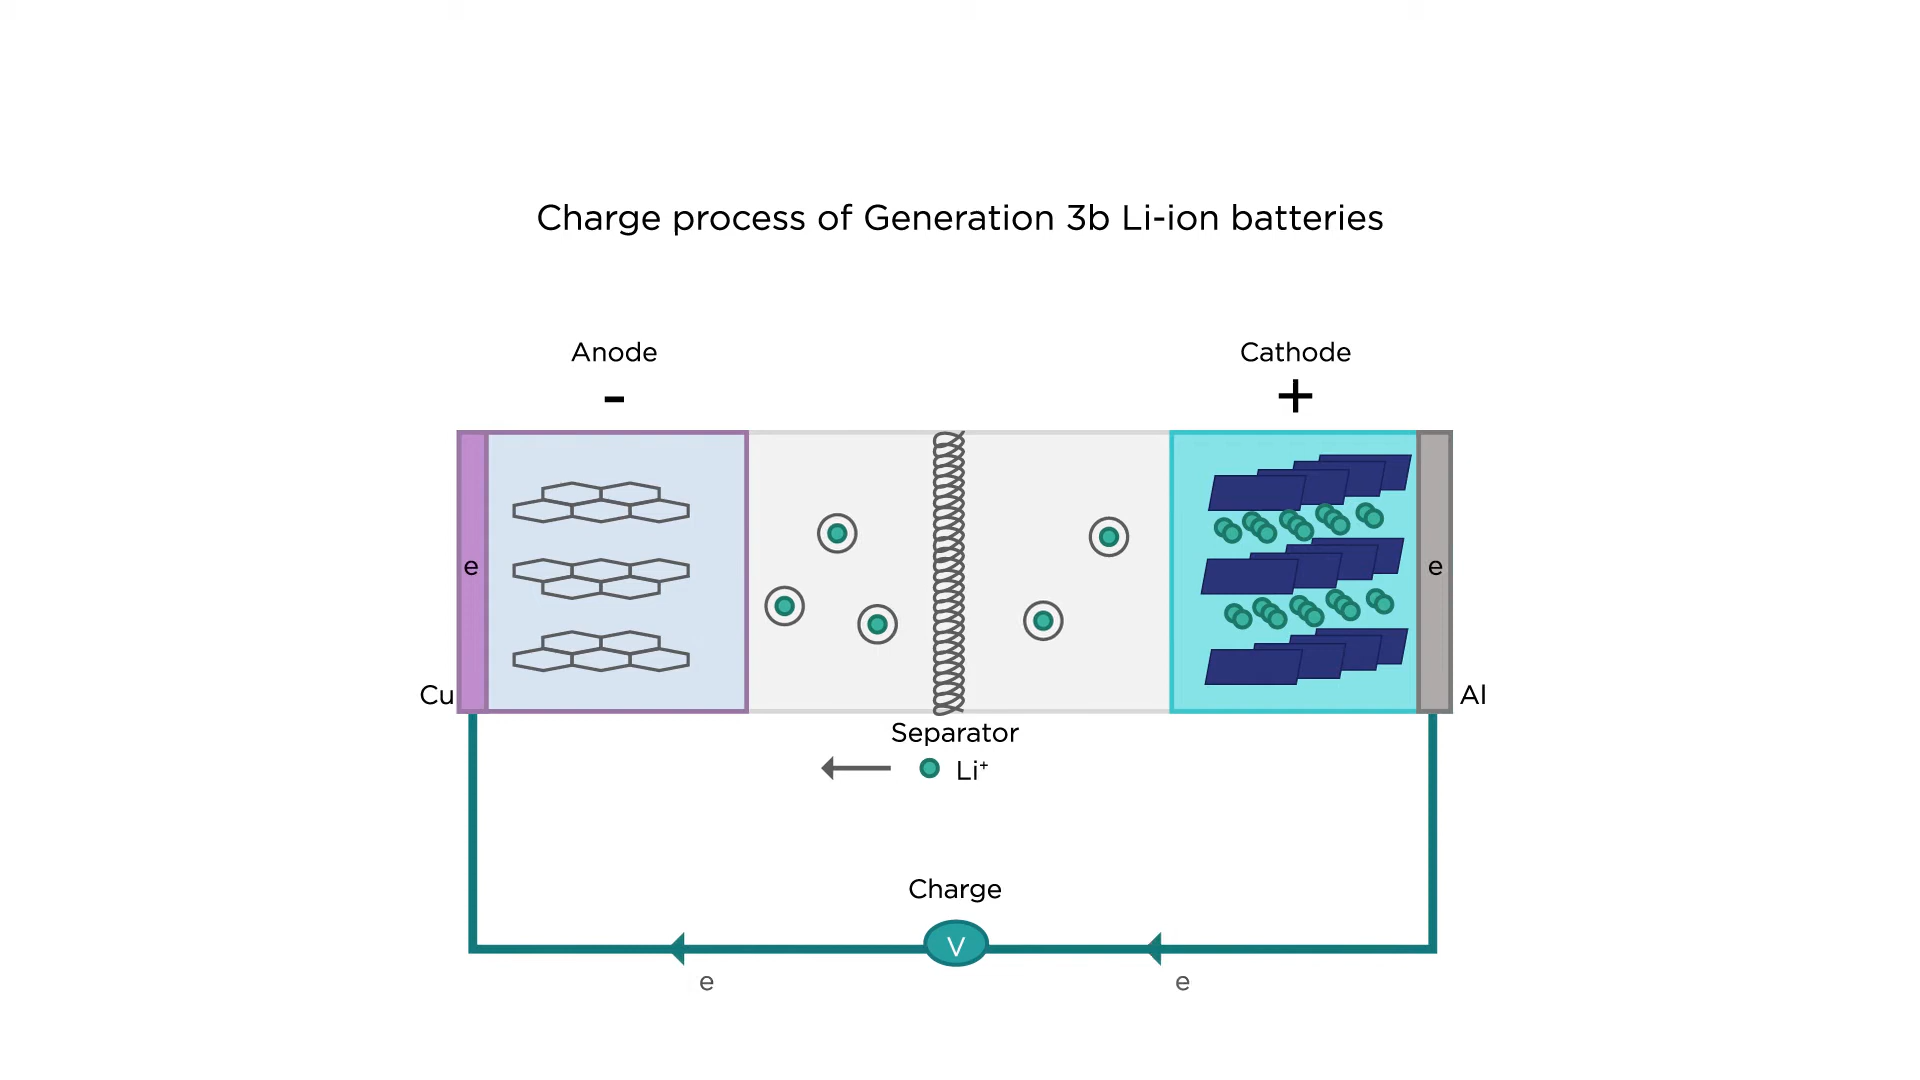 Charge process of Generation 3b Li-ion batteries
Anode
Cathode
-
+
e
e
Cu
Al
Separator
Li⁺
Charge
V
e
e